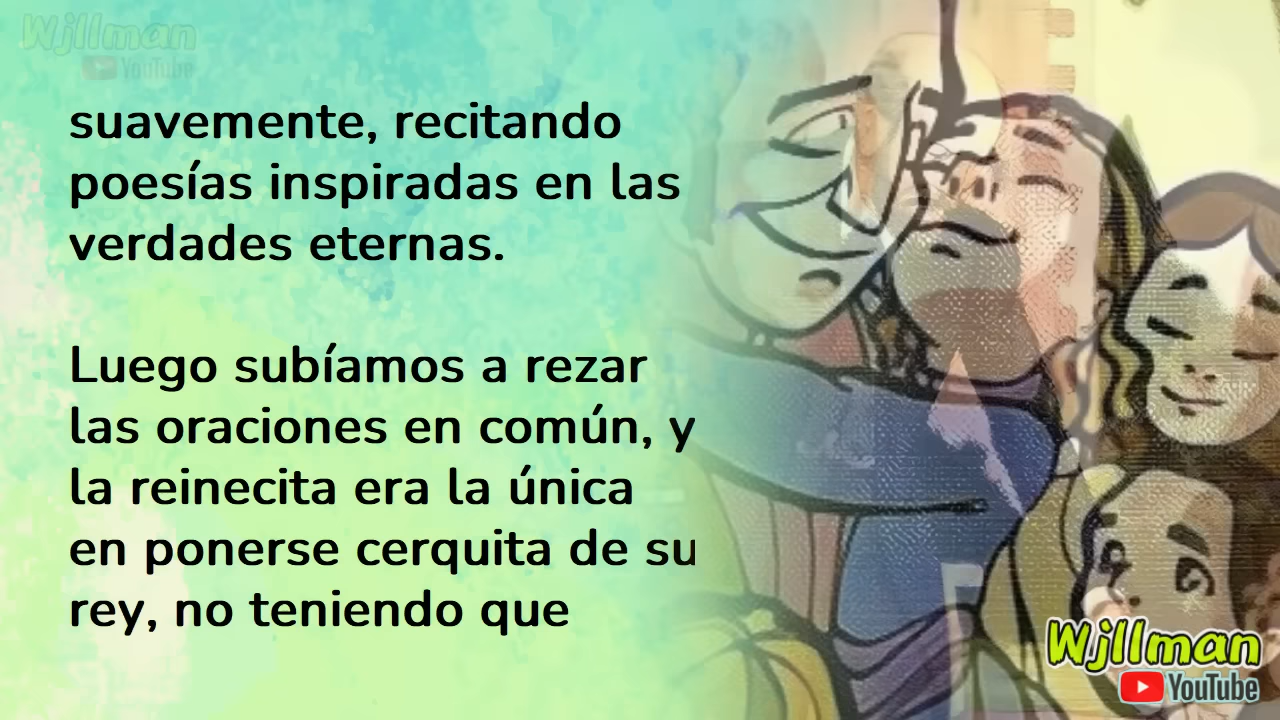 Wjllman
YouTube
suavemente, recitando
poesías inspiradas en las
verdades eternas.
Luego subíamos a rezar
las oraciones en común, y
la reinecita era la única
en ponerse cerquita de su
rey, no teniendo que
Wjllman
YouTube